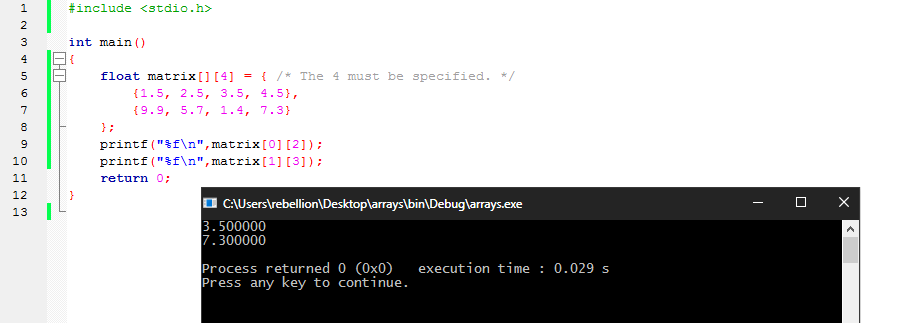 1 #include <stdio.h>
2
3 int main()
4 {
5 float matrix[][4] = { /* The 4 must be specified. */
6 {1.5, 2.5, 3.5, 4.5},
7 {9.9, 5.7, 1.4, 7.3}
8 };
9 printf("%f\n",matrix[0][2]);
10 printf("%f\n",matrix[1][3]);
11 return 0;
12 }
13
C:\Users\rebellion\Desktop\arrays\bin\Debug\arrays.exe
3.500000
7.300000
Process returned 0 (0x0) execution time : 0.029 s
Press any key to continue.